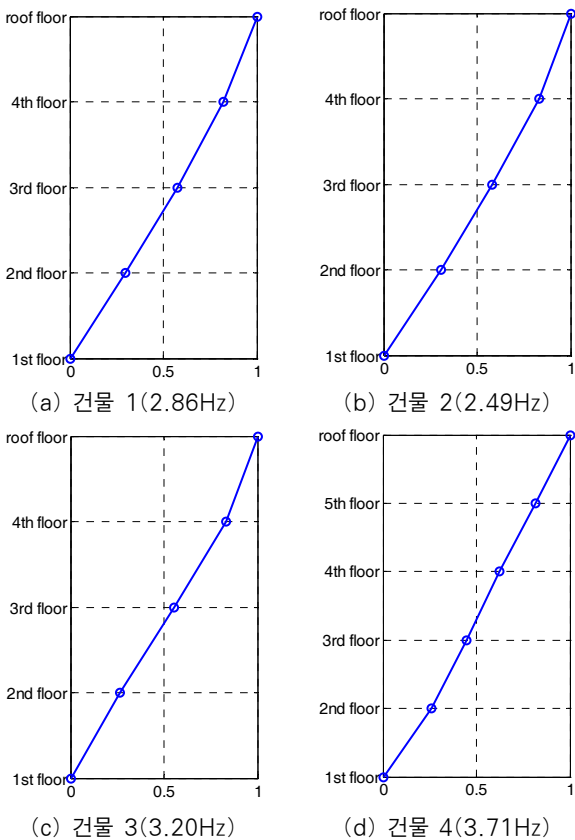 roof floor
4th floor
3rd floor
2nd floor
1st floor
0 0.5 1
(a) 건물 1(2.86Hz)
roof floor
4th floor
3rd floor
2nd floor
1st floor
0 0.5 1
(b) 건물 2(2.49Hz)
roof floor
4th floor
3rd floor
2nd floor
1st floor
0 0.5 1
(c) 건물 3(3.20Hz)
roof floor
5th floor
4th floor
3rd floor
2nd floor
1st floor
0 0.5 1
(d) 건물 4(3.71Hz)